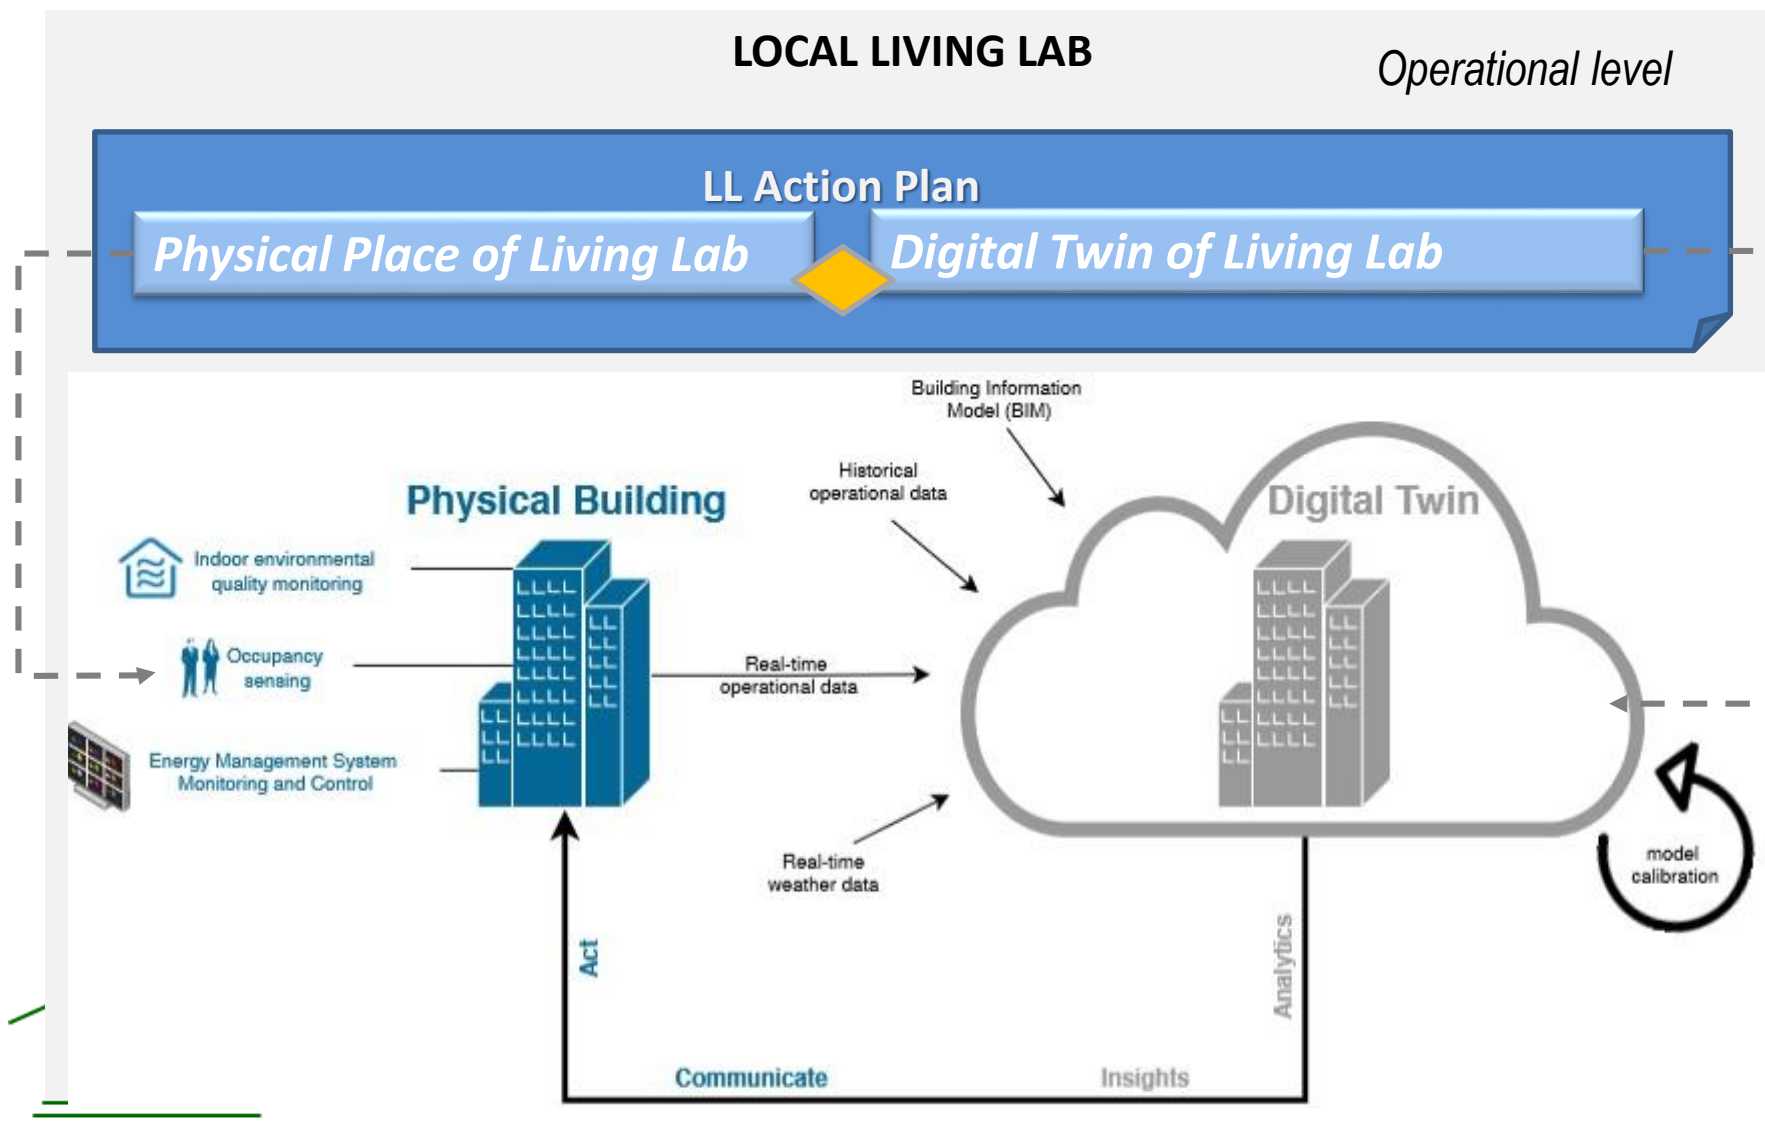 LOCAL LIVING LAB
Operational level
LL Action Plan
Physical Place of Living Lab
Digital Twin of Living Lab
Building Information
Model (BIM)
Historical
operational data
Physical Building
Digital Twin
Indoor environmental
quality monitoring
Occupancy
sensing
Real-time
operational data
Energy Management System
Monitoring and Control
Real-time
weather data
model
calibration
Act
Analytics
Communicate
Insights